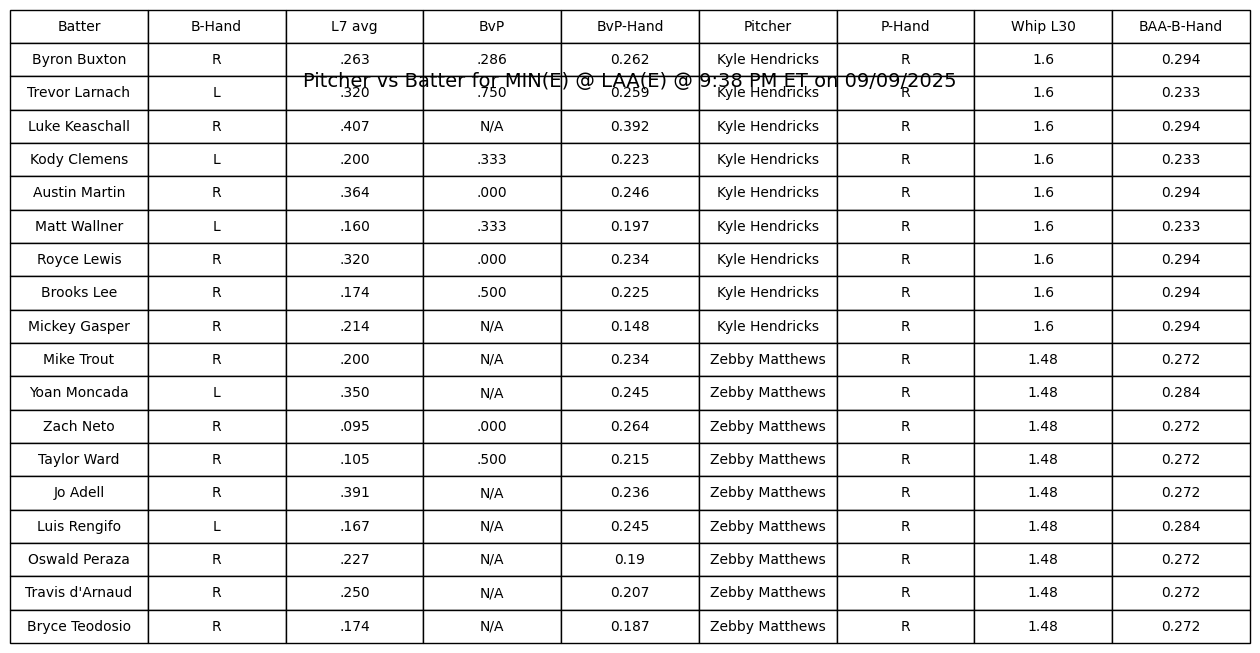 Batter B-Hand L7 avg BvP BvP-Hand Pitcher P-Hand Whip L30 BAA-B-Hand
Byron Buxton R .263 .286 0.262 Kyle Hendricks R 1.6 0.294
Pitcher vs Batter for MIN(E) @ LAA(E) @ 9:38 PM ET on 09/09/2025
Trevor Larnach L .320 .750 0.259 Kyle Hendricks R 1.6 0.233
Luke Keaschall R .407 N/A 0.392 Kyle Hendricks R 1.6 0.294
Kody Clemens L .200 .333 0.223 Kyle Hendricks R 1.6 0.233
Austin Martin R .364 .000 0.246 Kyle Hendricks R 1.6 0.294
Matt Wallner L .160 .333 0.197 Kyle Hendricks R 1.6 0.233
Royce Lewis R .320 .000 0.234 Kyle Hendricks R 1.6 0.294
Brooks Lee R .174 .500 0.225 Kyle Hendricks R 1.6 0.294
Mickey Gasper R .214 N/A 0.148 Kyle Hendricks R 1.6 0.294
Mike Trout R .200 N/A 0.234 Zebby Matthews R 1.48 0.272
Yoan Moncada L .350 N/A 0.245 Zebby Matthews R 1.48 0.284
Zach Neto R .095 .000 0.264 Zebby Matthews R 1.48 0.272
Taylor Ward R .105 .500 0.215 Zebby Matthews R 1.48 0.272
Jo Adell R .391 N/A 0.236 Zebby Matthews R 1.48 0.272
Luis Rengifo L .167 N/A 0.245 Zebby Matthews R 1.48 0.284
Oswald Peraza R .227 N/A 0.19 Zebby Matthews R 1.48 0.272
Travis d'Arnaud R .250 N/A 0.207 Zebby Matthews R 1.48 0.272
Bryce Teodosio R .174 N/A 0.187 Zebby Matthews R 1.48 0.272